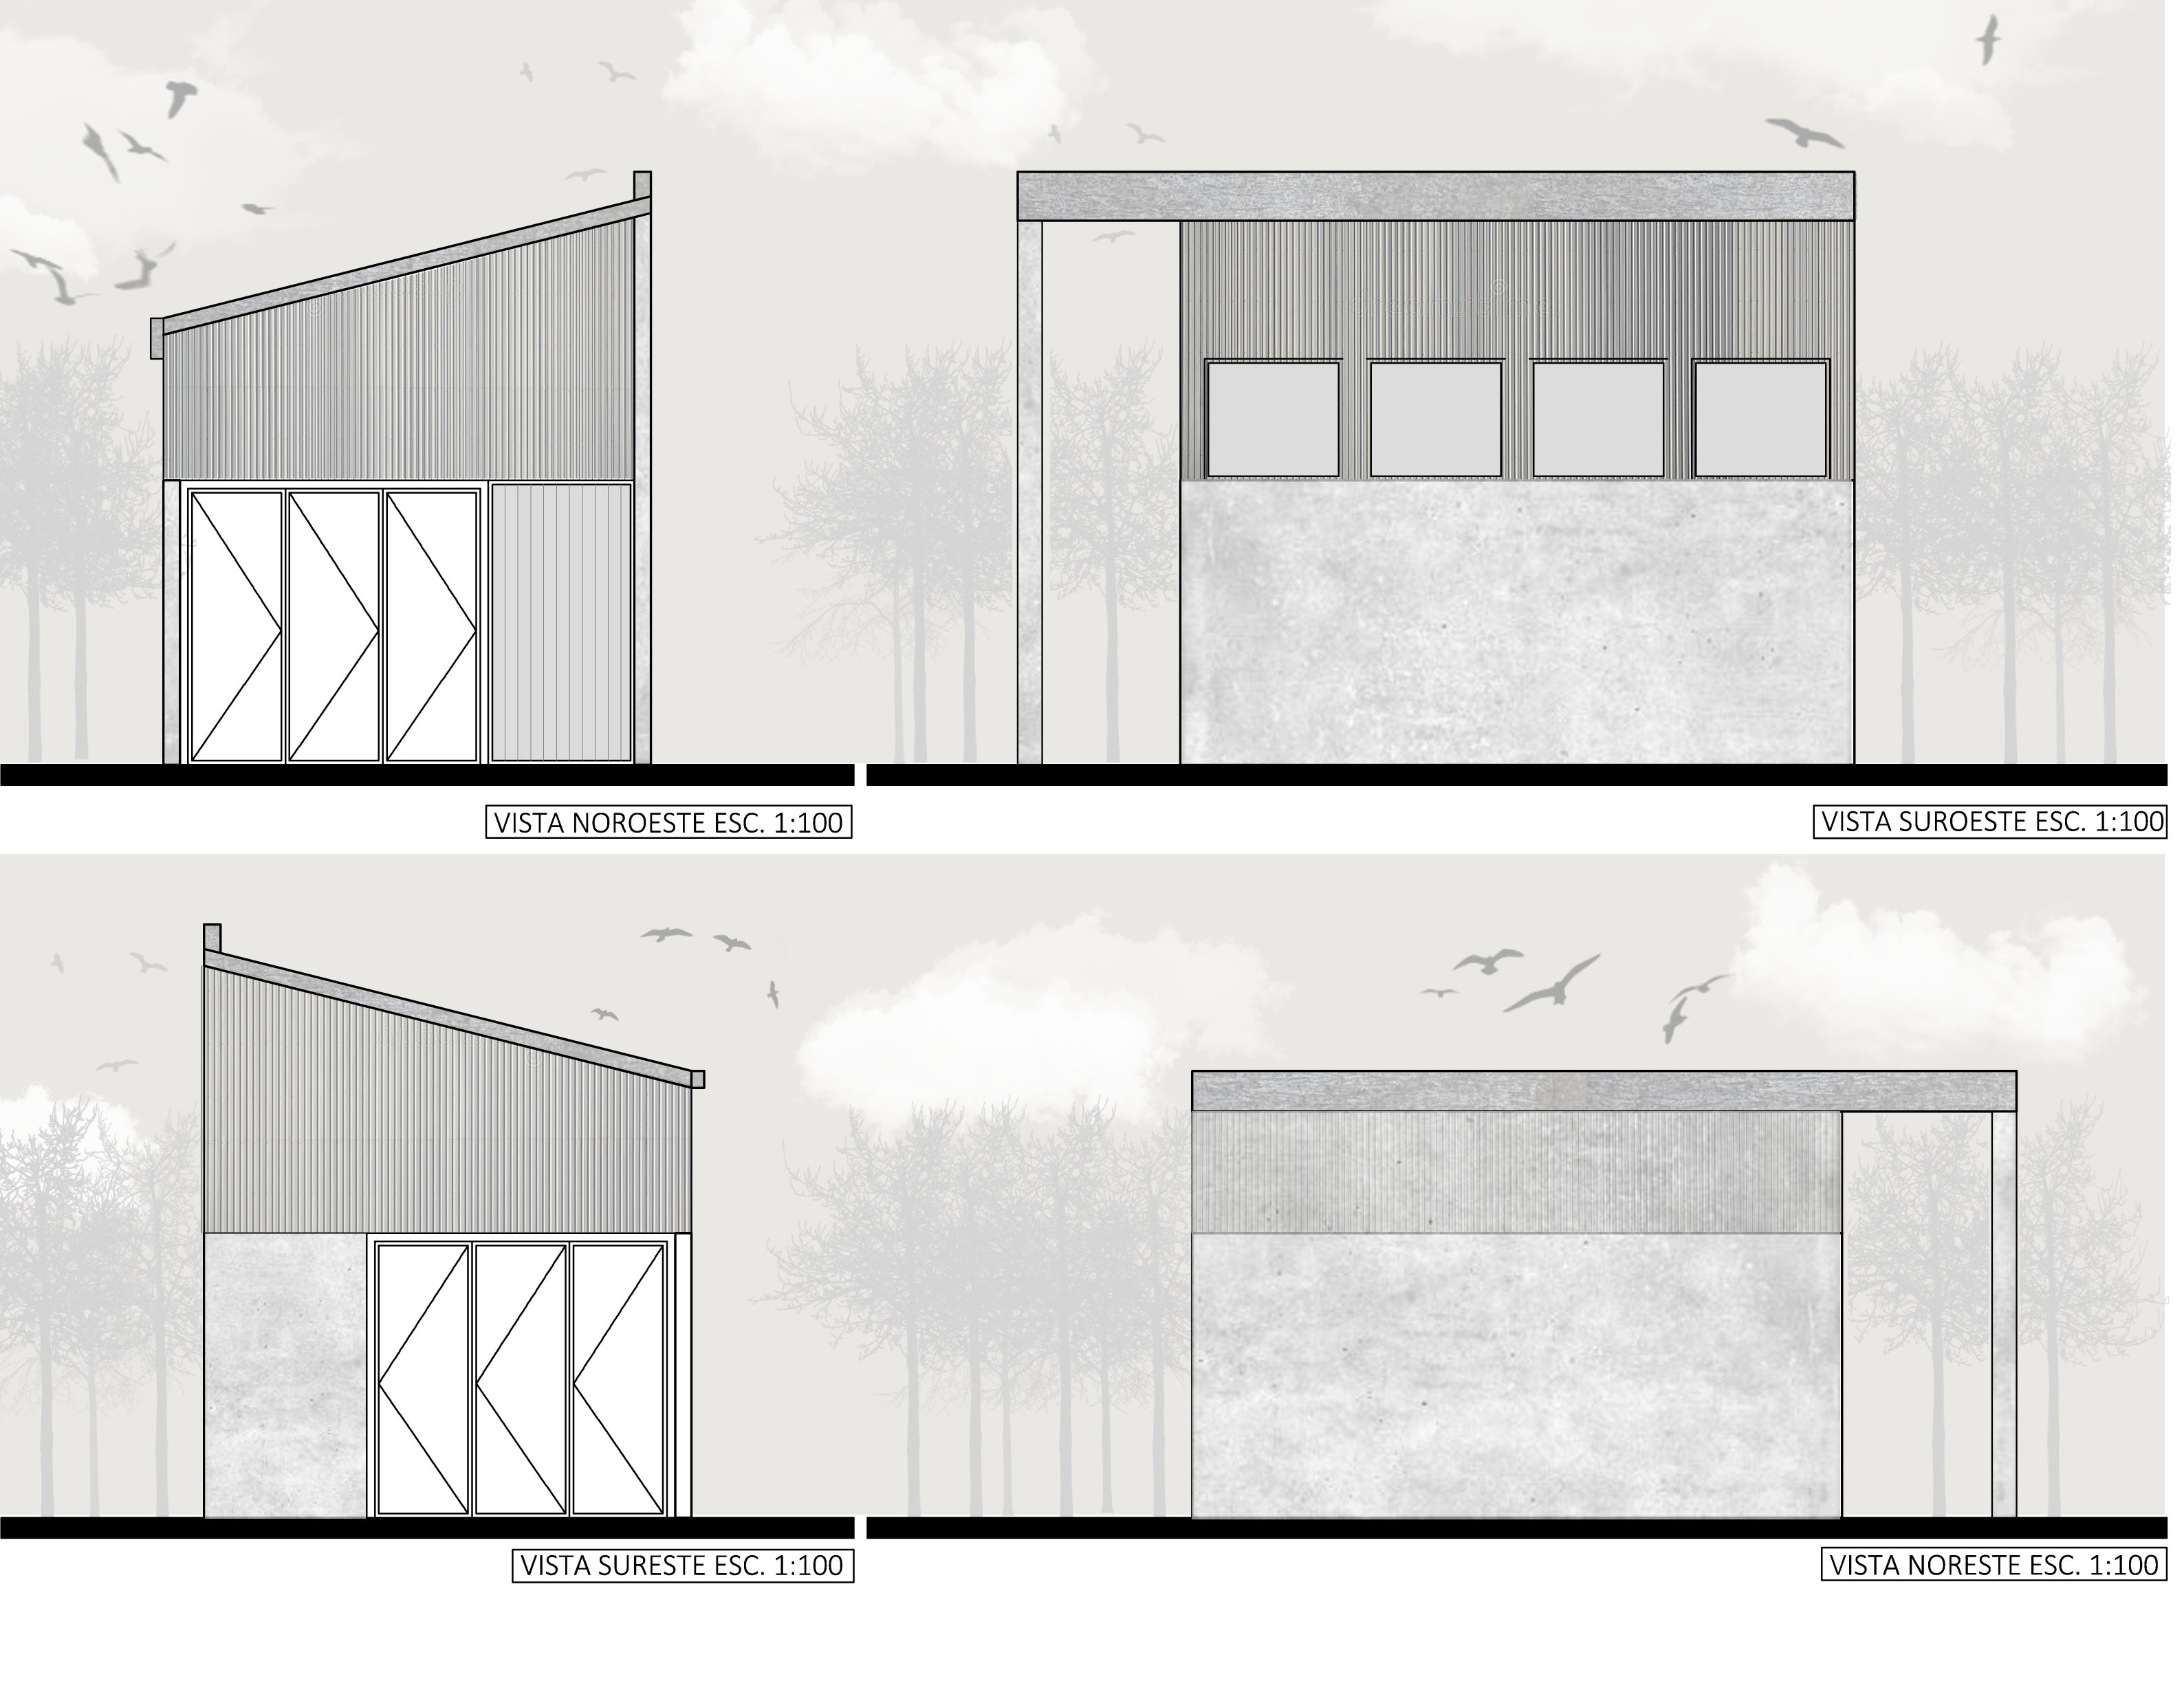 VISTA NOROESTE ESC. 1:100
VISTA SUROESTE ESC. 1:100
VISTA SURESTE ESC. 1:100
VISTA NORESTE ESC. 1:100